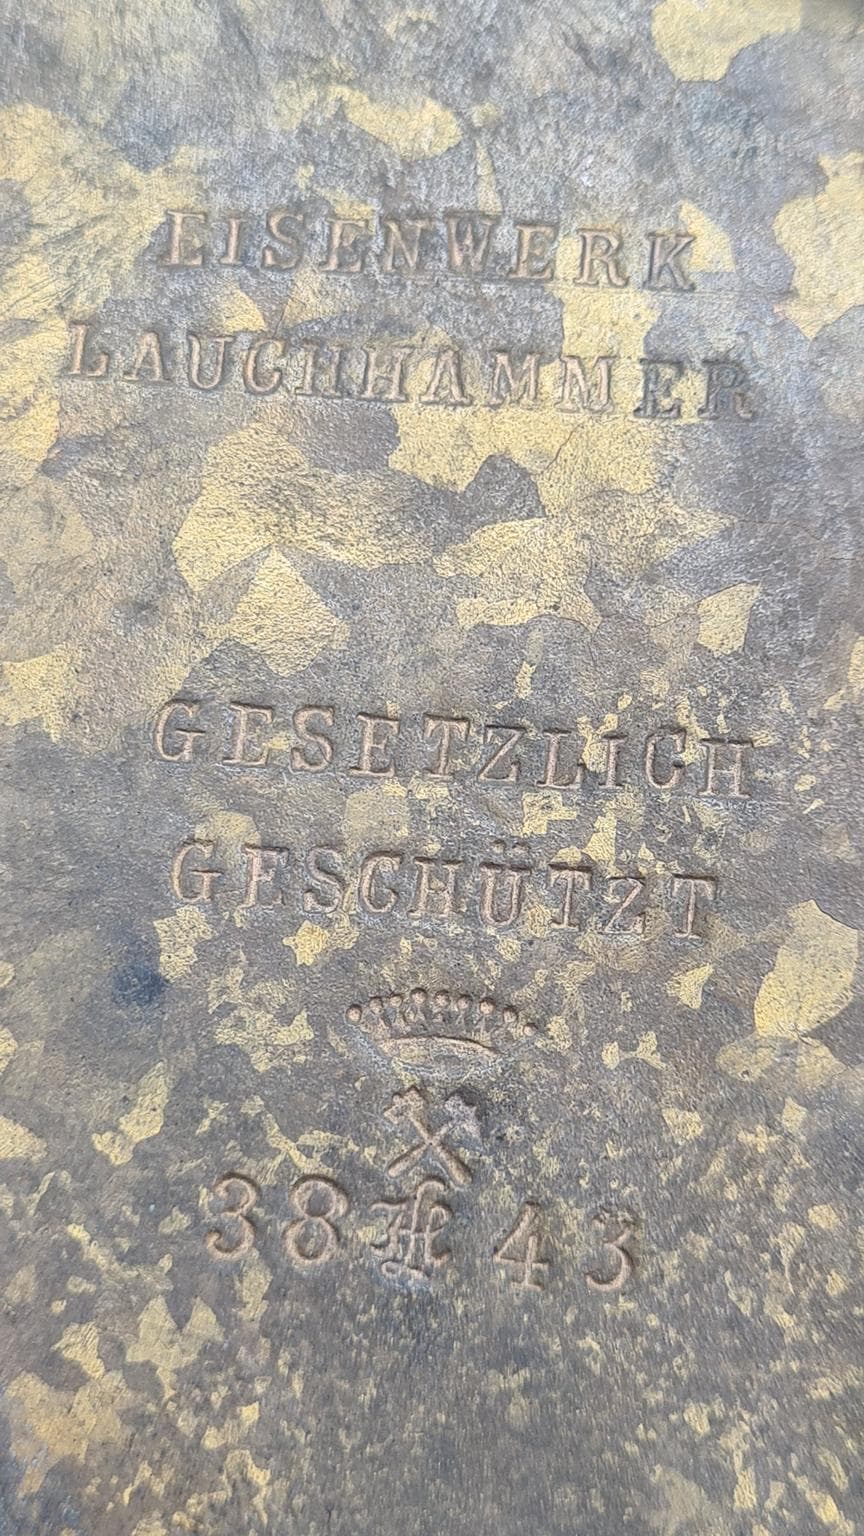 EISENWERK
LAUCHHAMMER
GESETZLICH
GESCHÜTZT
38 43